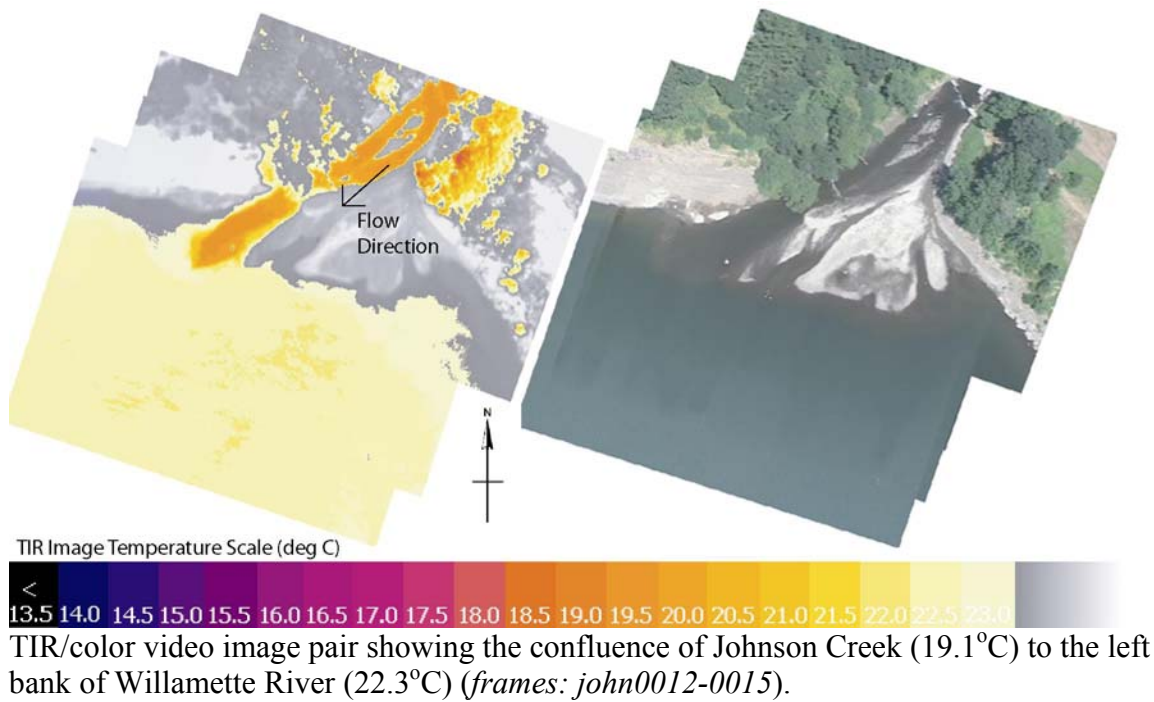 Flow
Direction
N
TIR Image Temperature Scale (deg C)
<
13.5 14.0 14.5 15.0 15.5 16.0 16.5 17.0 17.5 18.0 18.5 19.0 19.5 20.0 20.5 21.0 21.5 22.0 22.5 23.0
TIR/color video image pair showing the confluence of Johnson Creek (19.1°C) to the left
bank of Willamette River (22.3°C) (frames: john0012-0015).